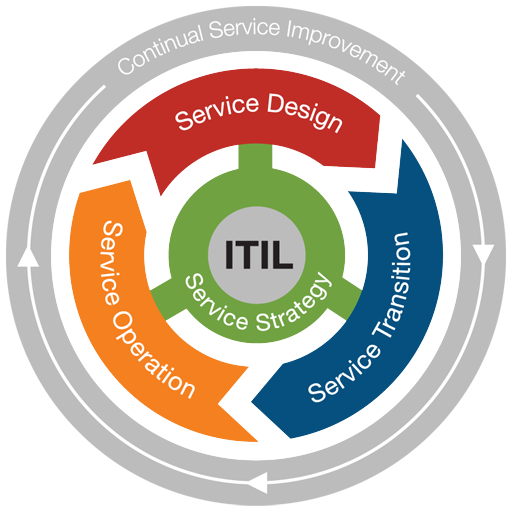 Continual Service Improvement
Service Design
ITIL
Service Strategy
Service Operation
Service Transition